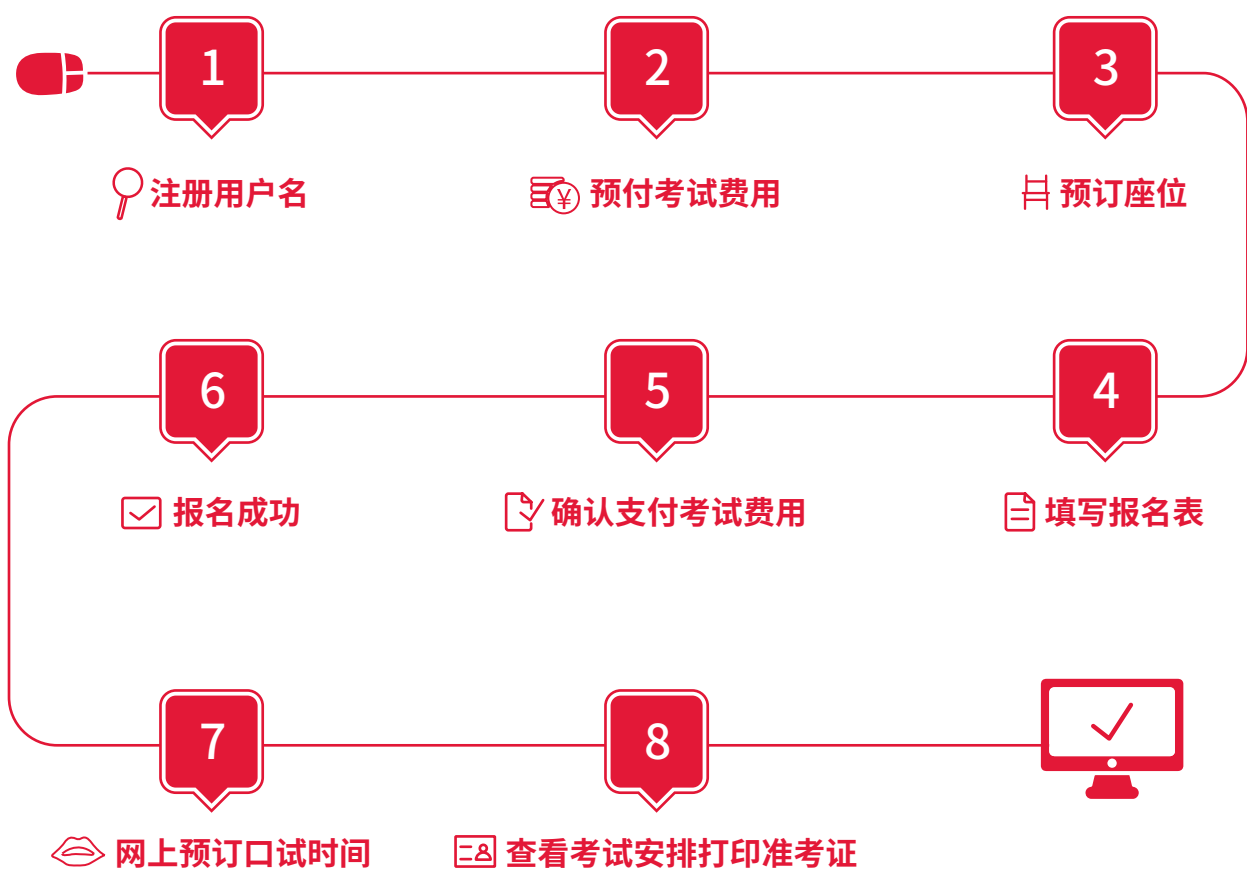 1
注册用户名
2
¥
预付考试费用
3
预订座位
4
填写报名表
5
确认支付考试费用
6
报名成功
7
网上预订口试时间
8
查看考试安排打印准考证